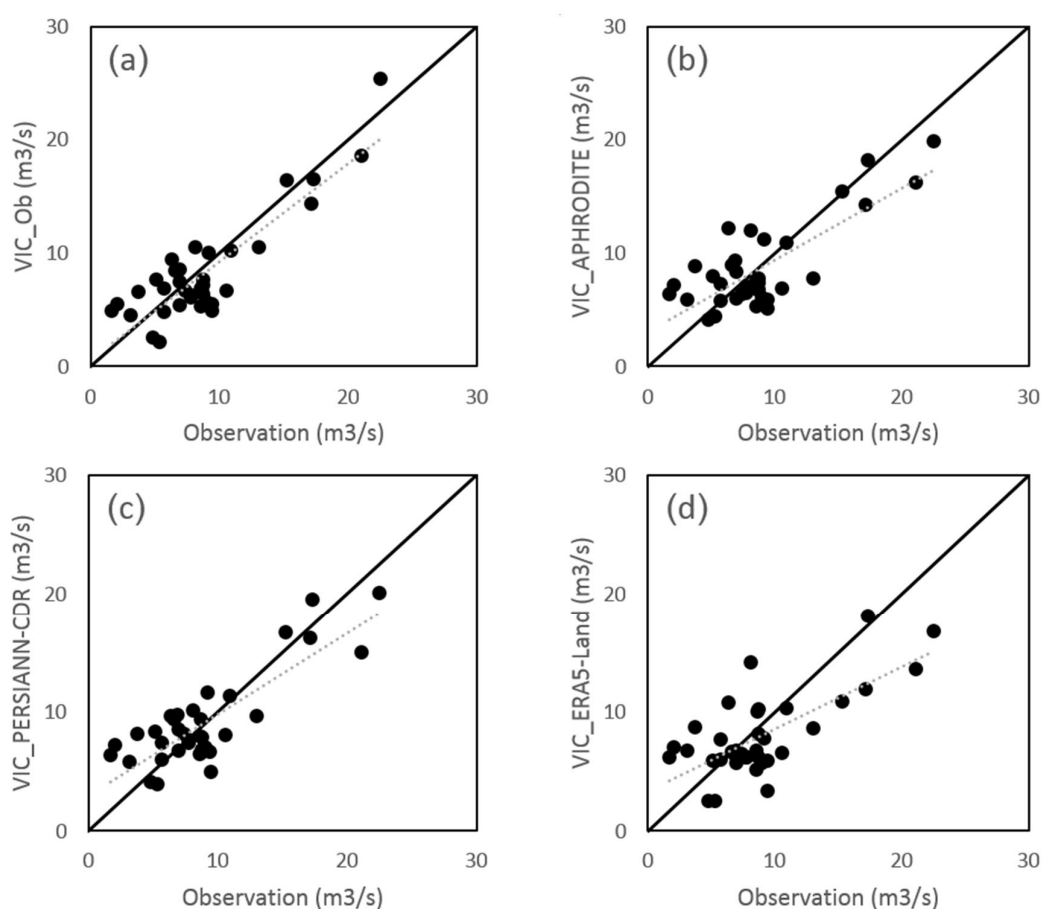 (a)
VIC_Ob (m3/s)
30
20
10
0
0 10 20 30
Observation (m3/s)
(b)
VIC_APHRODITE (m3/s)
30
20
10
0
0 10 20 30
Observation (m3/s)
(c)
VIC_PERSIANN-CDR (m3/s)
30
20
10
0
0 10 20 30
Observation (m3/s)
(d)
VIC_ERA5-Land (m3/s)
30
20
10
0
0 10 20 30
Observation (m3/s)